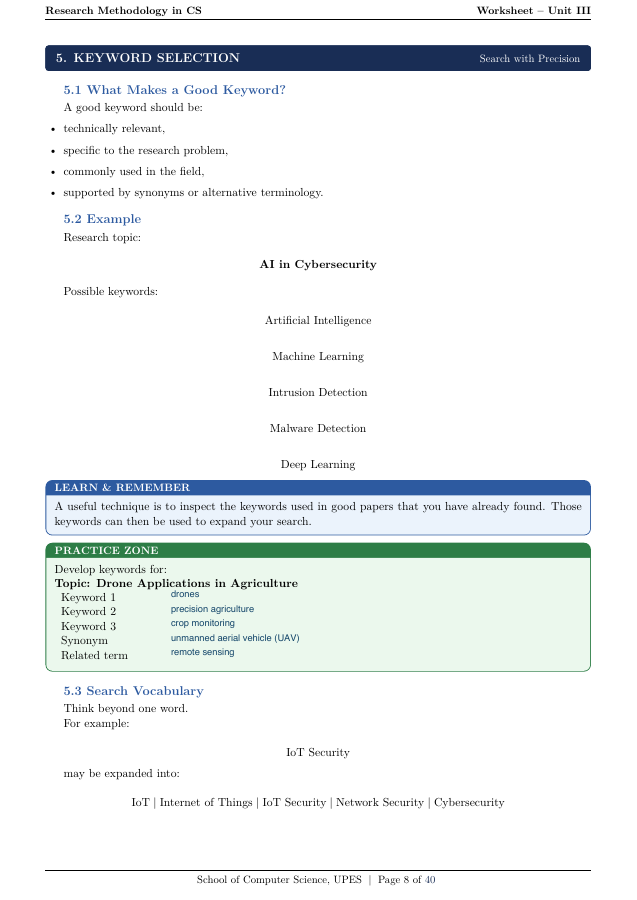 Research Methodology in CS Worksheet – Unit III
5. KEYWORD SELECTION Search with Precision
5.1 What Makes a Good Keyword?
A good keyword should be:
• technically relevant,
• specific to the research problem,
• commonly used in the field,
• supported by synonyms or alternative terminology.
5.2 Example
Research topic:
AI in Cybersecurity
Possible keywords:
Artificial Intelligence
Machine Learning
Intrusion Detection
Malware Detection
Deep Learning
LEARN & REMEMBER
A useful technique is to inspect the keywords used in good papers that you have already found. Those
keywords can then be used to expand your search.
PRACTICE ZONE
Develop keywords for:
Topic: Drone Applications in Agriculture
Keyword 1 drones
Keyword 2 precision agriculture
Keyword 3 crop monitoring
Synonym unmanned aerial vehicle (UAV)
Related term remote sensing
5.3 Search Vocabulary
Think beyond one word.
For example:
IoT Security
may be expanded into:
IoT | Internet of Things | IoT Security | Network Security | Cybersecurity
School of Computer Science, UPES | Page 8 of 40